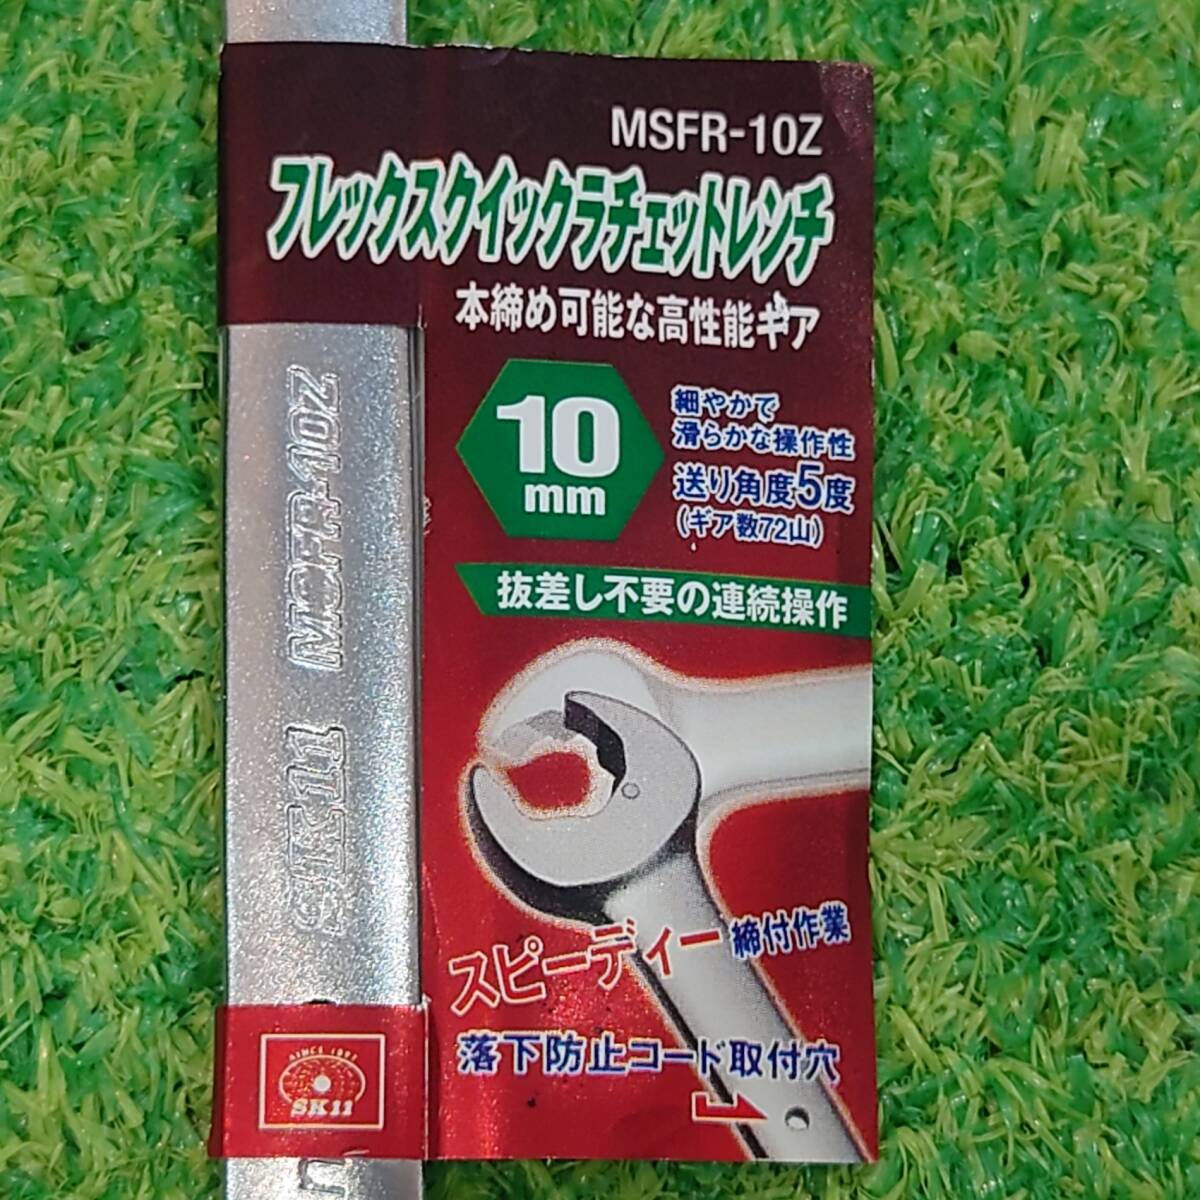 MSFR-10Z
フレックスクイックラチェットレンチ
本締め可能な高性能ギア
10
mm
細やかで
滑らかな操作性
送り角度5度
(ギア数72山)
抜差し不要の連続操作
スピーディー締付作業
落下防止コード取付穴
SK11 MSFR-10Z
SINCE 1997
SK11